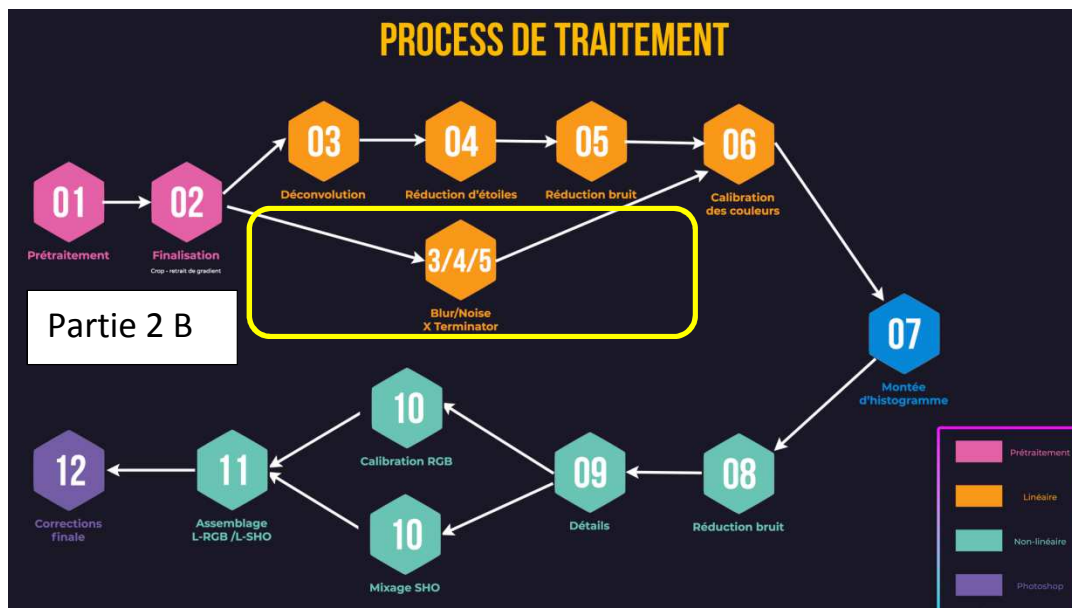 PROCESS DE TRAITEMENT
01
Prétraitement
02
Finalisation
Crop - retrait de gradient
03
Déconvolution
04
Réduction d'étoiles
05
Réduction bruit
06
Calibration
des couleurs
3/4/5
Blur/Noise
X Terminator
Partie 2 B
07
Montée
d'histogramme
08
Réduction bruit
09
Détails
10
Calibration RGB
10
Mixage SHO
11
Assemblage
L-RGB /L-SHO
12
Corrections
finale
Prétraitement
Linéaire
Non-linéaire
Photoshop